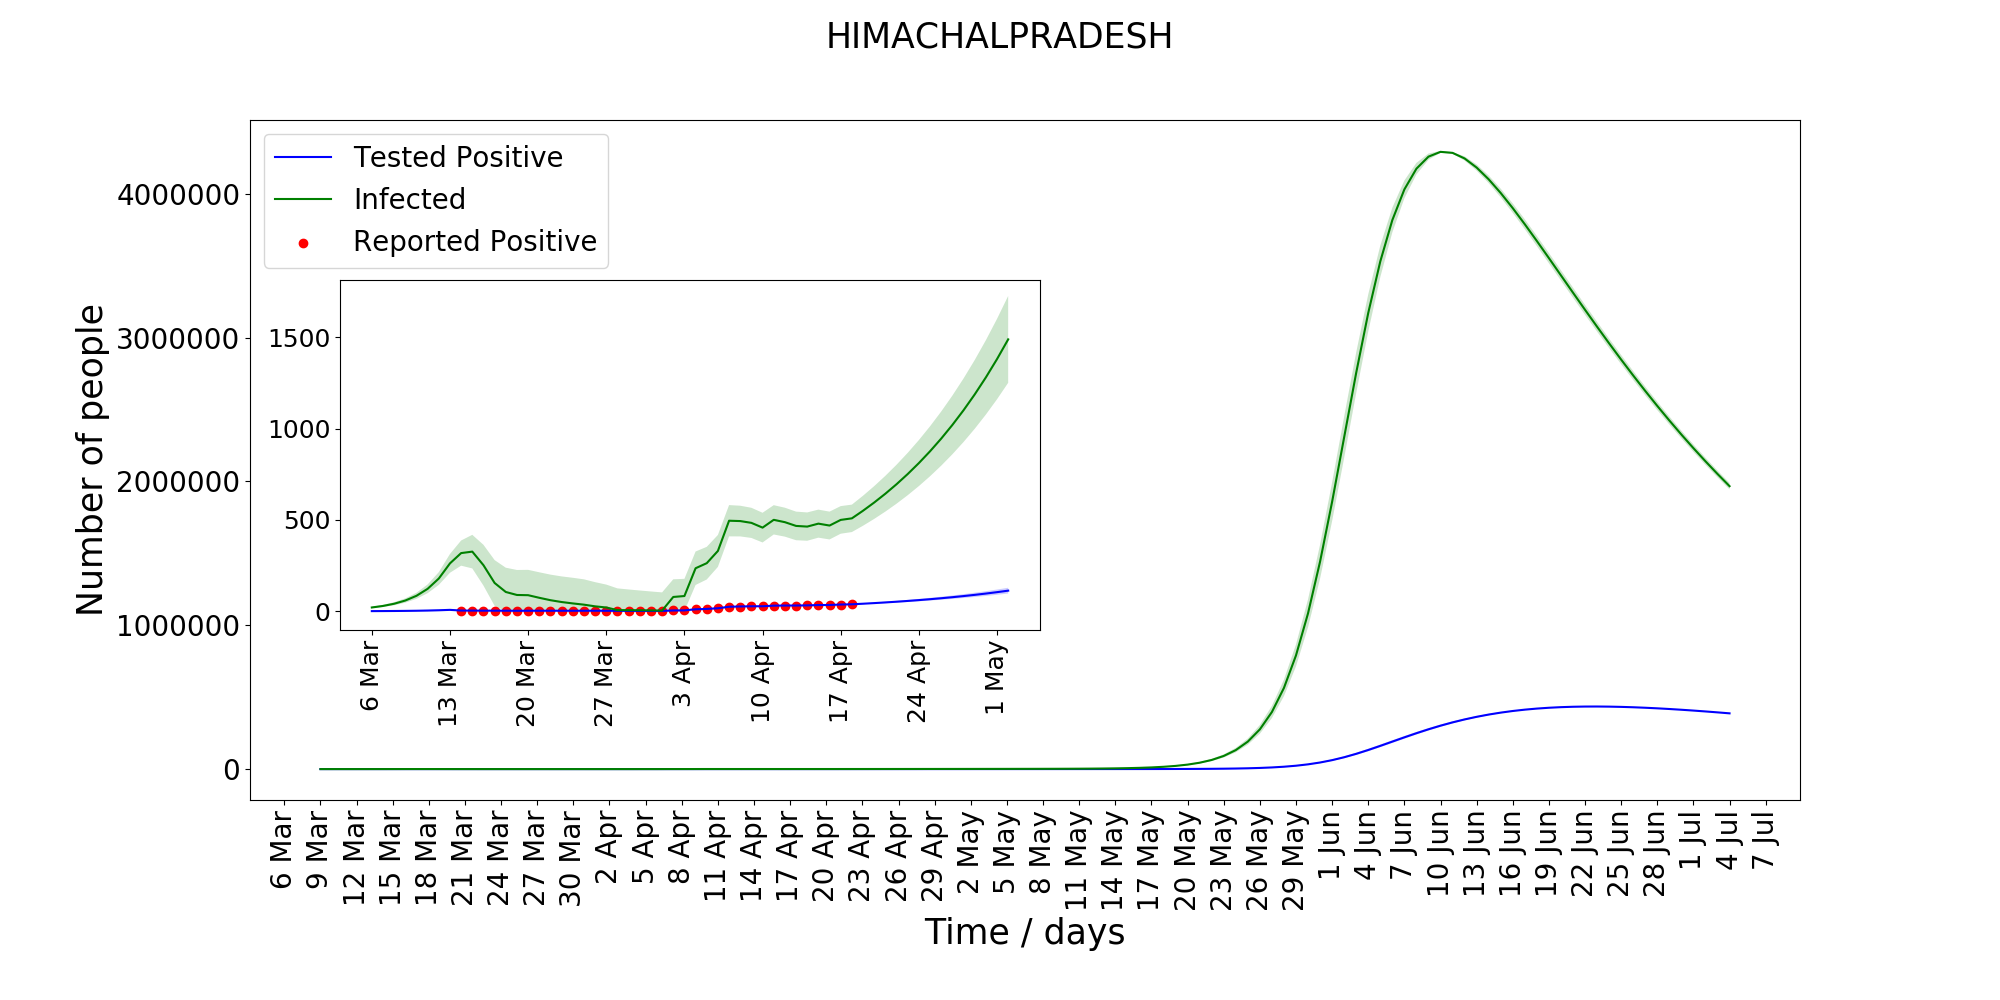 HIMACHALPRADESH
Tested Positive
Infected
Reported Positive
Number of people
4000000
3000000
2000000
1000000
0
1500
1000
500
0
6 Mar
13 Mar
20 Mar
27 Mar
3 Apr
10 Apr
17 Apr
24 Apr
1 May
6 Mar
9 Mar
12 Mar
15 Mar
18 Mar
21 Mar
24 Mar
27 Mar
30 Mar
2 Apr
5 Apr
8 Apr
11 Apr
14 Apr
17 Apr
20 Apr
23 Apr
26 Apr
29 Apr
2 May
5 May
8 May
11 May
14 May
17 May
20 May
23 May
26 May
29 May
1 Jun
4 Jun
7 Jun
10 Jun
13 Jun
16 Jun
19 Jun
22 Jun
25 Jun
28 Jun
1 Jul
4 Jul
7 Jul
Time / days